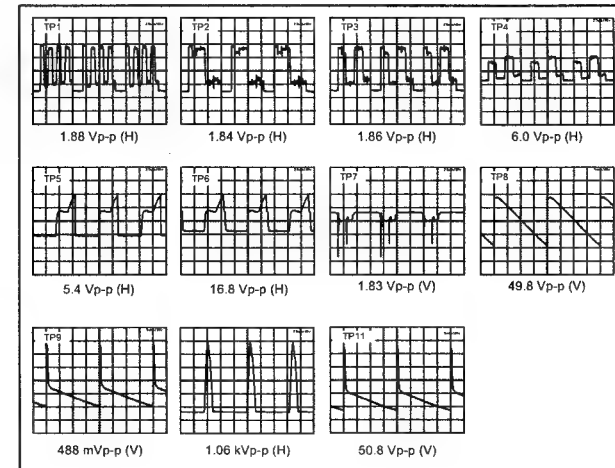 TP1 TP2 TP3 TP4
1.88 Vp-p (H) 1.84 Vp-p (H) 1.86 Vp-p (H) 6.0 Vp-p (H)
TP5 TP6 TP7 TP8
5.4 Vp-p (H) 16.8 Vp-p (H) 1.83 Vp-p (V) 49.8 Vp-p (V)
TP9 TP11
488 mVp-p (V) 1.06 kVp-p (H) 50.8 Vp-p (V)